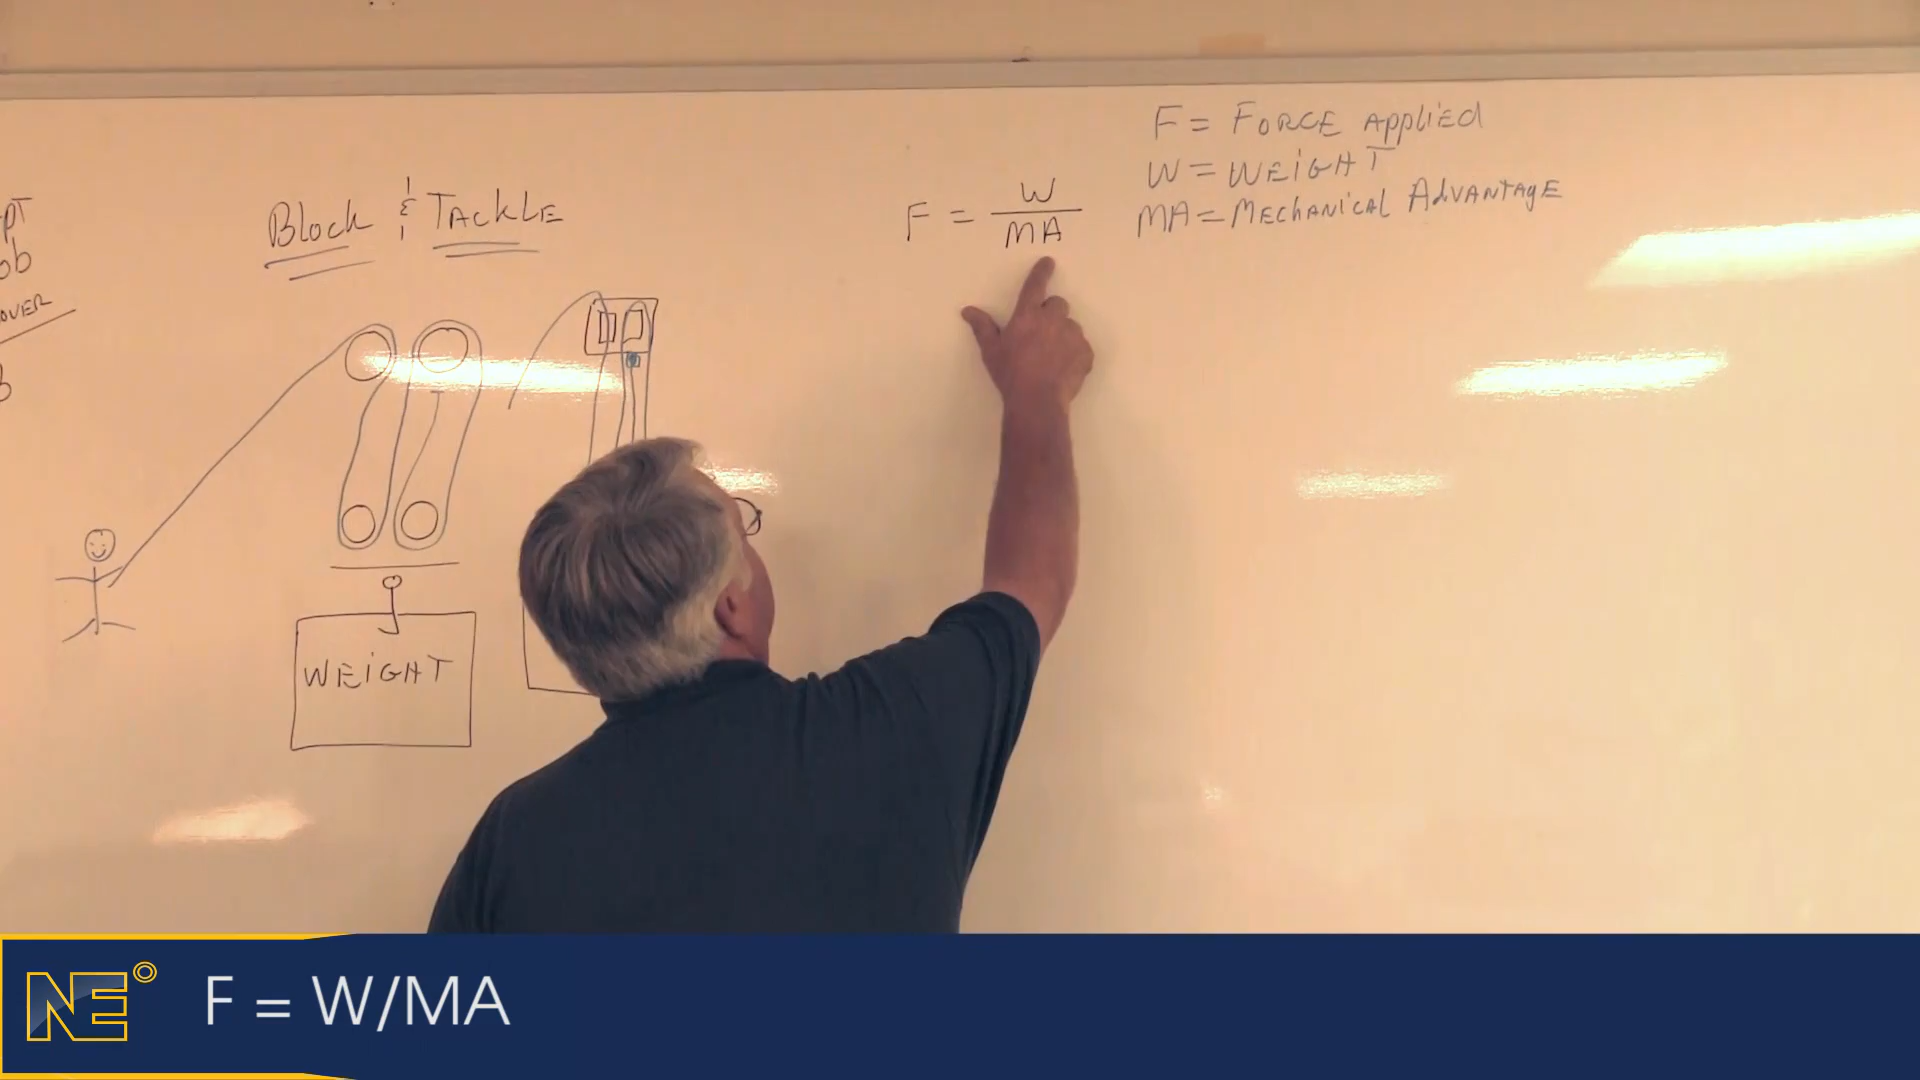 Block & TACKLE
F = W
MA
F = FORCE Applied
W = WEIGHT
MA = MEchANicAL AdvANTAgE
WEIGHT
NE
F = W/MA